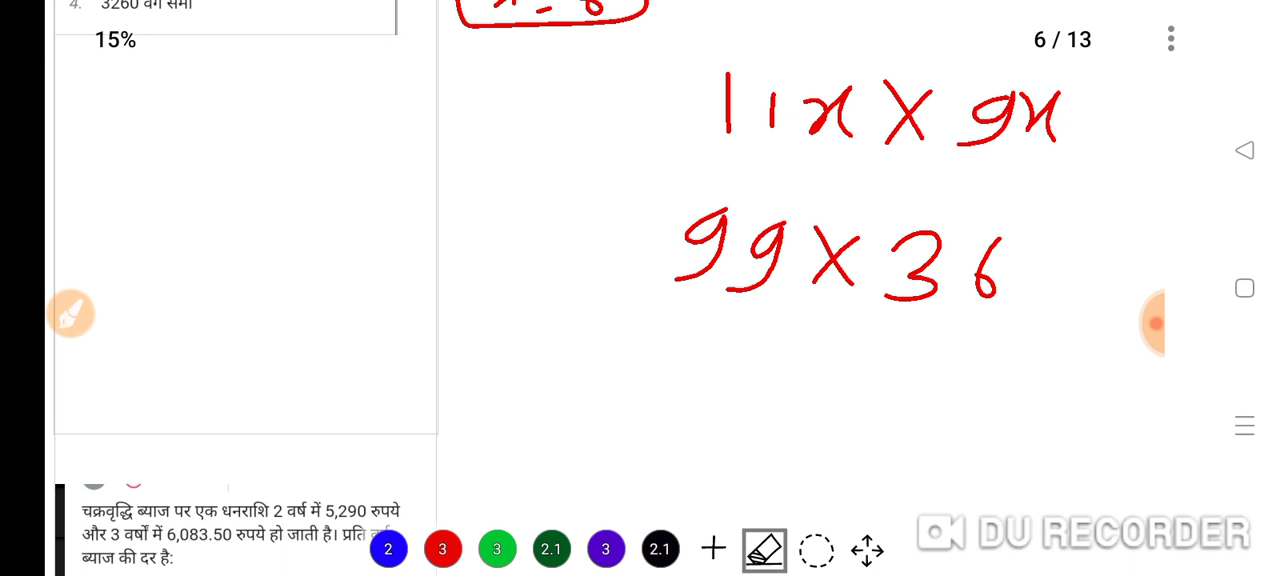 4. 3260 वर्ग सेमी
15%
x = 6
6 / 13
11x X 9x
99 X 36
चक्रवृद्धि ब्याज पर एक धनराशि 2 वर्ष में 5,290 रुपये
और 3 वर्षों में 6,083.50 रुपये हो जाती है। प्रति
ब्याज की दर है:
2 3 3 2.1 3 2.1
DU RECORDER